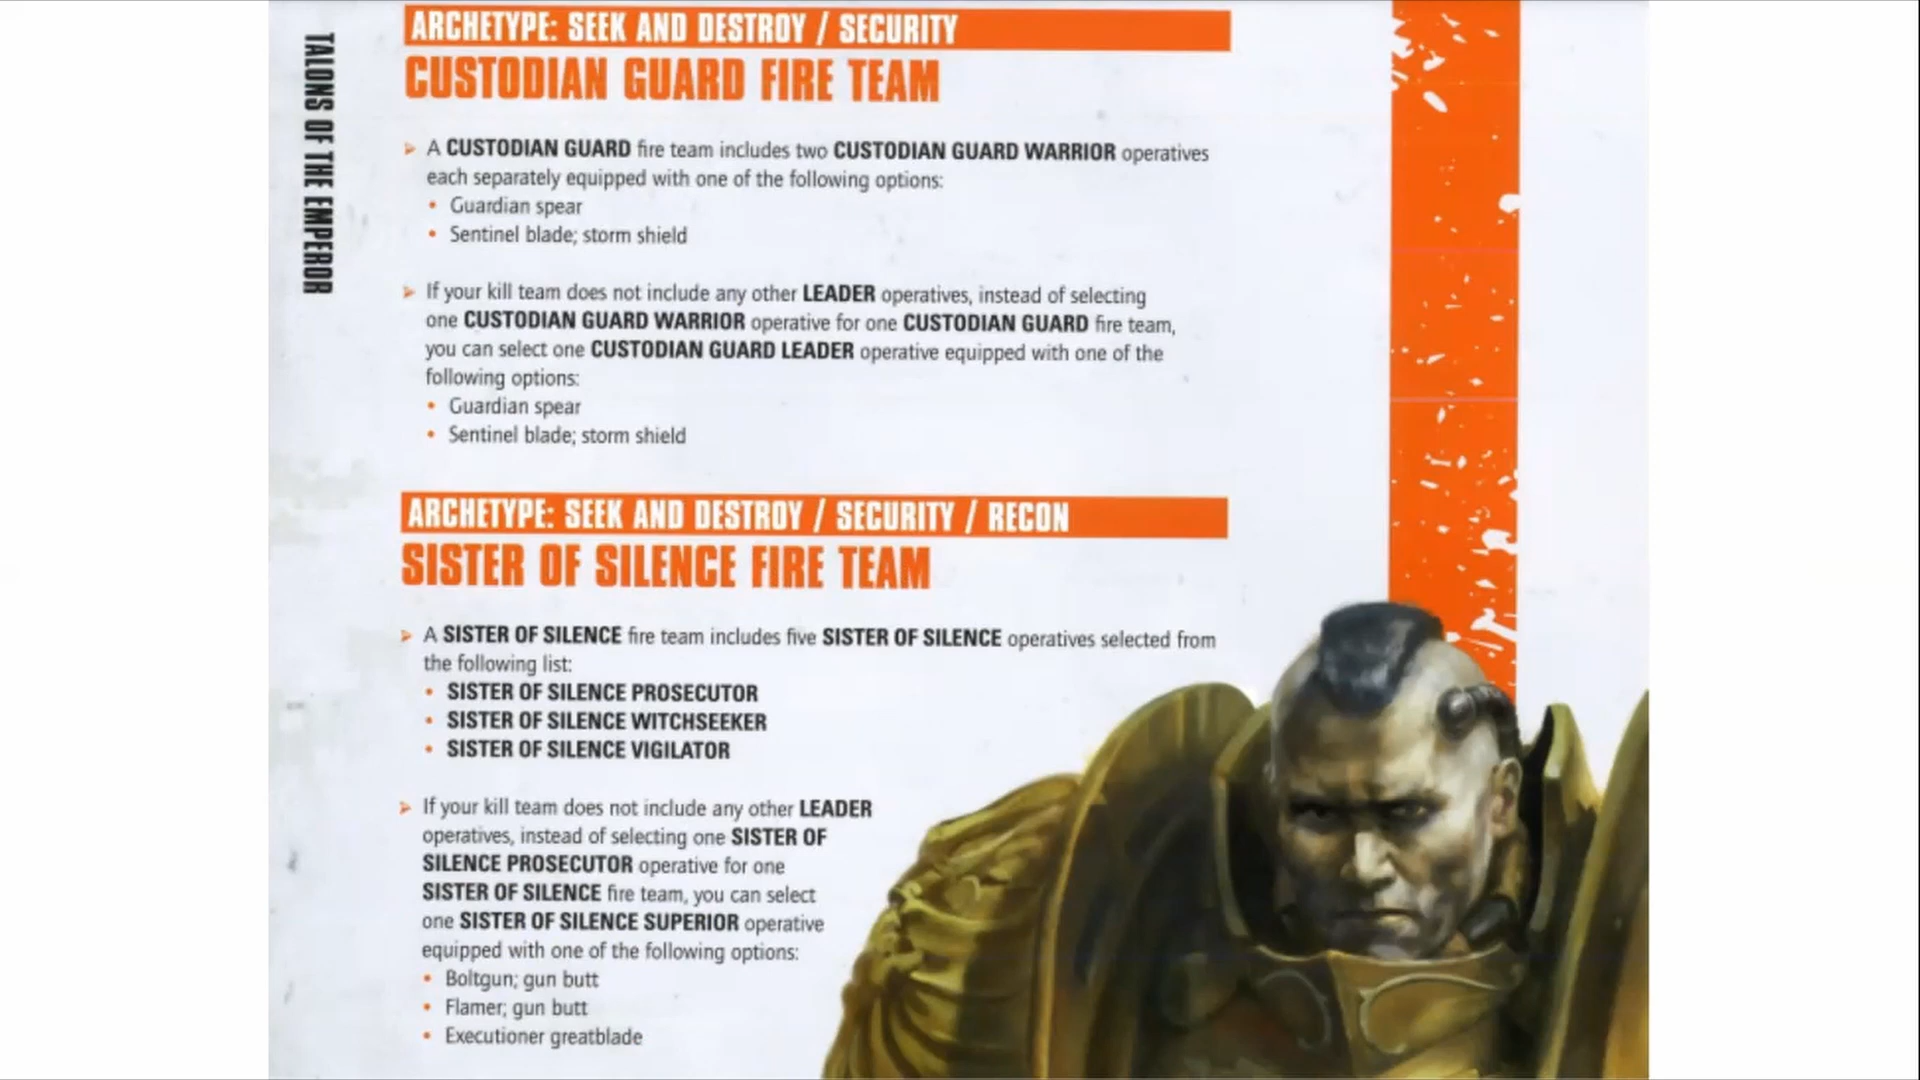 TALONS OF THE EMPEROR
ARCHETYPE: SEEK AND DESTROY / SECURITY
CUSTODIAN GUARD FIRE TEAM
A CUSTODIAN GUARD fire team includes two CUSTODIAN GUARD WARRIOR operatives
each separately equipped with one of the following options:
• Guardian spear
• Sentinel blade; storm shield
If your kill team does not include any other LEADER operatives, instead of selecting
one CUSTODIAN GUARD WARRIOR operative for one CUSTODIAN GUARD fire team,
you can select one CUSTODIAN GUARD LEADER operative equipped with one of the
following options:
• Guardian spear
• Sentinel blade; storm shield
ARCHETYPE: SEEK AND DESTROY / SECURITY / RECON
SISTER OF SILENCE FIRE TEAM
A SISTER OF SILENCE fire team includes five SISTER OF SILENCE operatives selected from
the following list:
• SISTER OF SILENCE PROSECUTOR
• SISTER OF SILENCE WITCHSEEKER
• SISTER OF SILENCE VIGILATOR
If your kill team does not include any other LEADER
operatives, instead of selecting one SISTER OF
SILENCE PROSECUTOR operative for one
SISTER OF SILENCE fire team, you can select
one SISTER OF SILENCE SUPERIOR operative
equipped with one of the following options:
• Boltgun; gun butt
• Flamer; gun butt
• Executioner greatblade